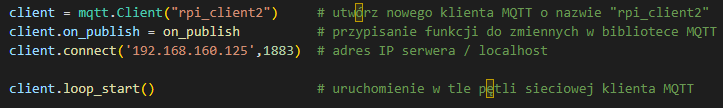 client = mqtt.Client("rpi_client2") # utwórz nowego klienta MQTT o nazwie "rpi_client2"
client.on_publish = on_publish # przypisanie funkcji do zmiennych w bibliotece MQTT
client.connect('192.168.160.125',1883) # adres IP serwera / localhost
client.loop_start() # uruchomienie w tle pętli sieciowej klienta MQTT